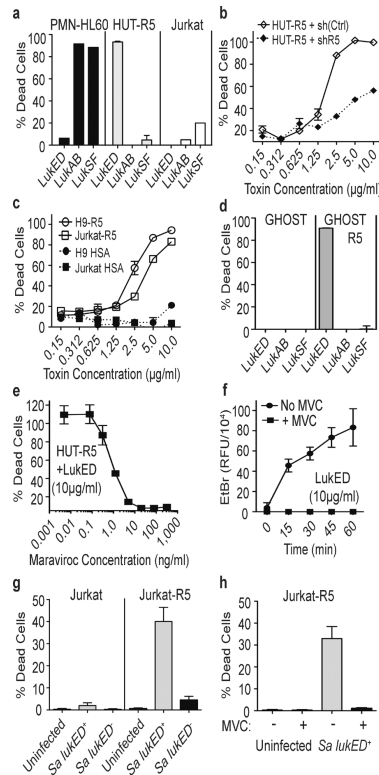 a
PMN-HL60 HUT-R5 Jurkat
% Dead Cells
100
80
60
40
20
0
LukED
LukAB
LukSF
LukED
LukAB
LukSF
LukED
LukAB
LukSF
b
HUT-R5 + sh(Ctrl)
HUT-R5 + shR5
% Dead Cells
100
80
60
40
20
0.15
0.312
0.625
1.25
2.5
5.0
10.0
Toxin Concentration (µg/ml)
c
H9-R5
Jurkat-R5
H9 HSA
Jurkat HSA
% Dead Cells
100
80
60
40
20
0
0.15
0.312
0.625
1.25
2.5
5.0
10.0
Toxin Concentration (µg/ml)
d
GHOST GHOST
R5
% Dead Cells
100
80
60
40
20
0
LukED
LukAB
LukSF
LukED
LukAB
LukSF
e
HUT-R5
+LukED
(10µg/ml)
% Dead Cells
120
100
80
60
40
20
0
0.001
0.01
0.1
1.0
10
100
1,000
Maraviroc Concentration (ng/ml)
f
No MVC
+ MVC
LukED
(10µg/ml)
EtBr (RFU/10⁴)
100
80
60
40
20
0
0
15
30
45
60
Time (min)
g
Jurkat Jurkat-R5
% Dead Cells
50
40
30
20
10
0
Uninfected
Sa lukED⁺
Sa lukED⁻
Uninfected
Sa lukED⁺
Sa lukED⁻
h
Jurkat-R5
% Dead Cells
50
40
30
20
10
0
MVC: - + - +
Uninfected Sa lukED⁺